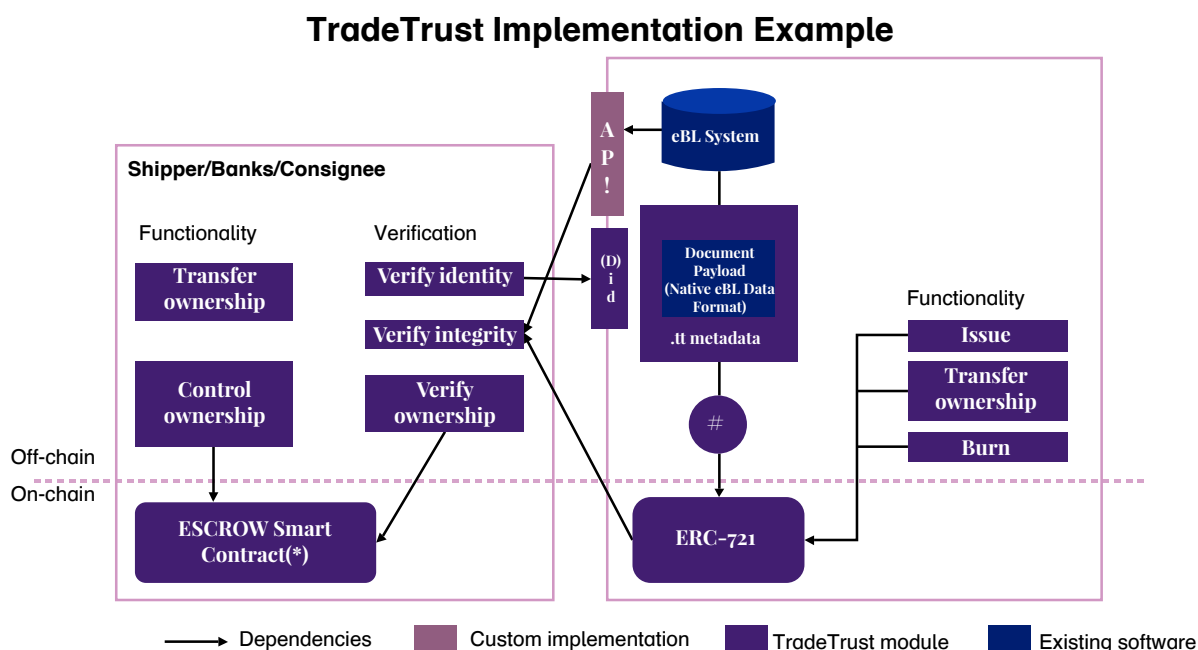 TradeTrust Implementation Example
Shipper/Banks/Consignee
Functionality
Transfer
ownership
Control
ownership
Verification
Verify identity
Verify integrity
Verify
ownership
A
P
!
(D)
i
d
eBL System
Document
Payload
(Native eBL Data
Format)
.tt metadata
#
Functionality
Issue
Transfer
ownership
Burn
Off-chain
On-chain
ESCROW Smart
Contract(*)
ERC-721
Dependencies
Custom implementation
TradeTrust module
Existing software